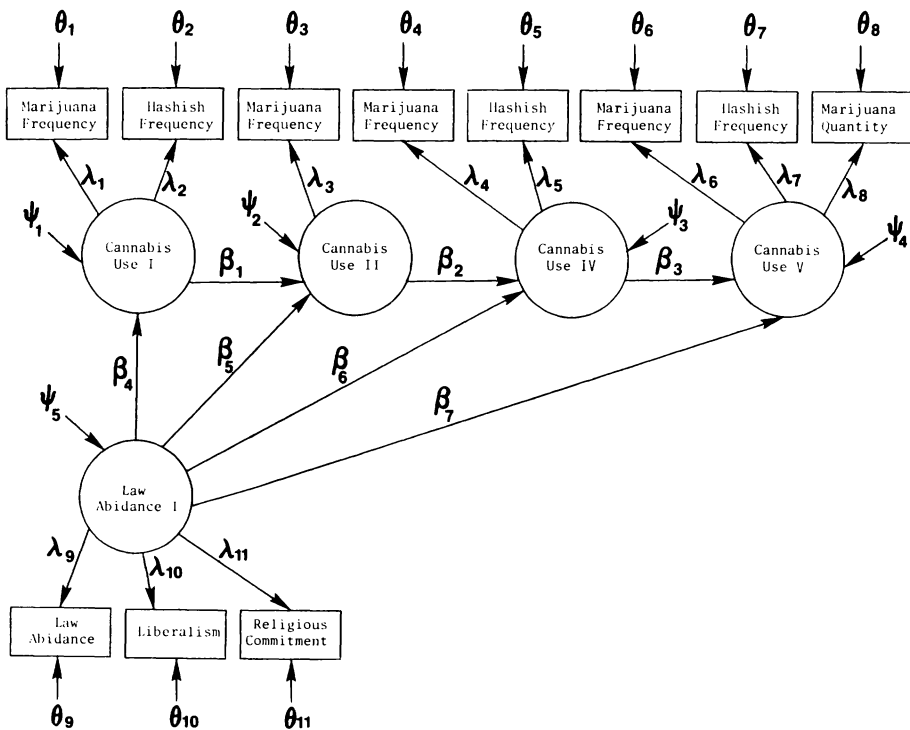 θ1 θ2 θ3 θ4 θ5 θ6 θ7 θ8
Marijuana Frequency
Hashish Frequency
Marijuana Frequency
Marijuana Frequency
Hashish Frequency
Marijuana Frequency
Hashish Frequency
Marijuana Quantity
λ1 λ2 λ3 λ4 λ5 λ6 λ7 λ8
ψ1 ψ2 ψ3 ψ4
Cannabis Use I
Cannabis Use II
Cannabis Use IV
Cannabis Use V
β1 β2 β3
β4 β5 β6 β7
ψ5
Law Abidance I
λ9 λ10 λ11
Law Abidance
Liberalism
Religious Commitment
θ9 θ10 θ11